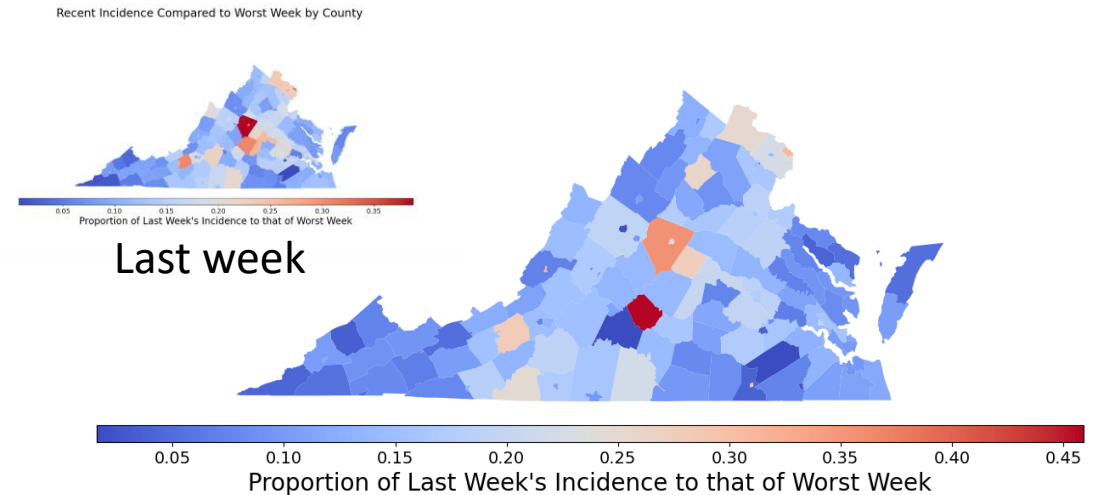 Recent Incidence Compared to Worst Week by County
0.05 0.10 0.15 0.20 0.25 0.30 0.35
Proportion of Last Week's Incidence to that of Worst Week
Last week
0.05 0.10 0.15 0.20 0.25 0.30 0.35 0.40 0.45
Proportion of Last Week's Incidence to that of Worst Week